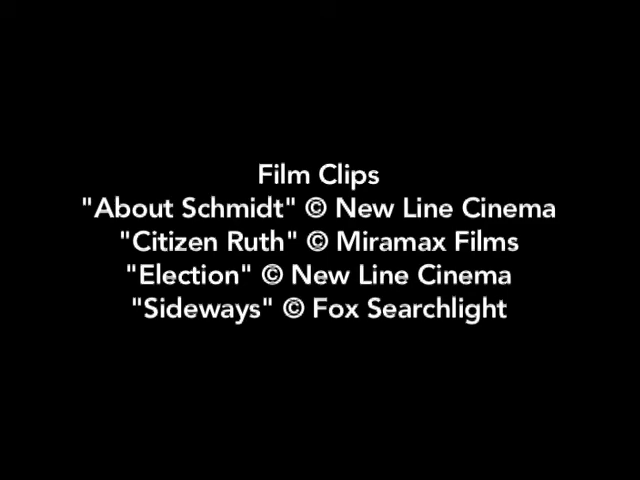 Film Clips
"About Schmidt" © New Line Cinema
"Citizen Ruth" © Miramax Films
"Election" © New Line Cinema
"Sideways" © Fox Searchlight